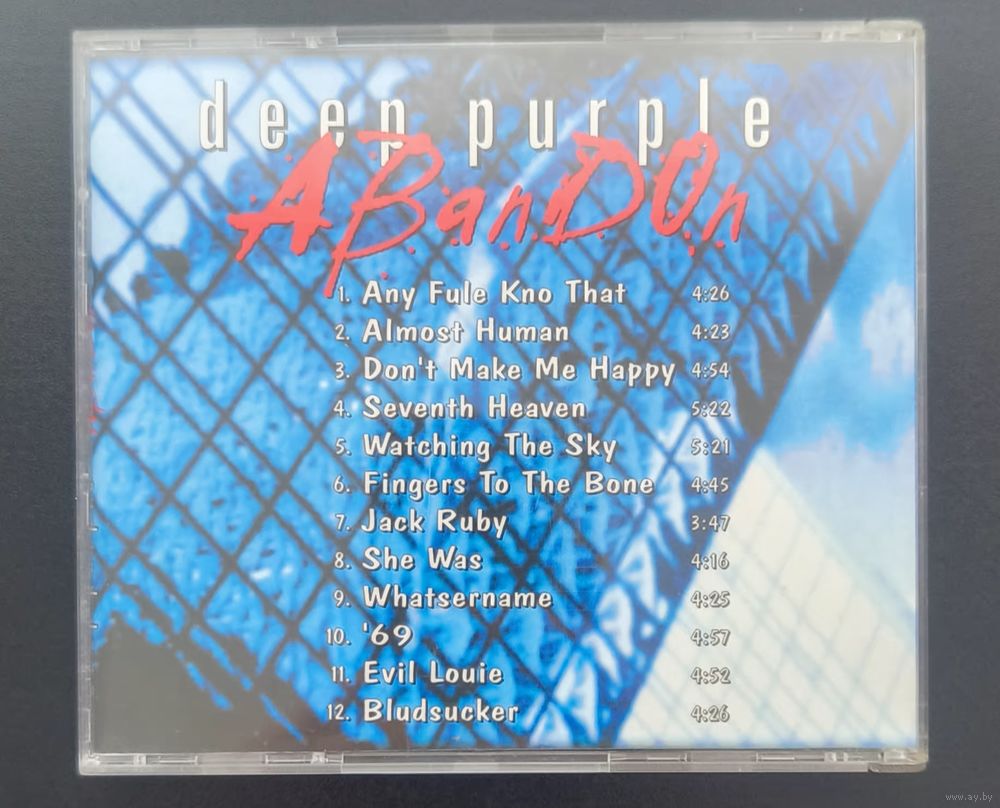 deep purple
ABanDOn
1. Any Fule Kno That 4:26
2. Almost Human 4:23
3. Don't Make Me Happy 4:54
4. Seventh Heaven 5:22
5. Watching The Sky 5:21
6. Fingers To The Bone 4:45
7. Jack Ruby 3:47
8. She Was 4:16
9. Whatsername 4:25
10. '69 4:57
11. Evil Louie 4:52
12. Bludsucker 4:26
www.ay.by